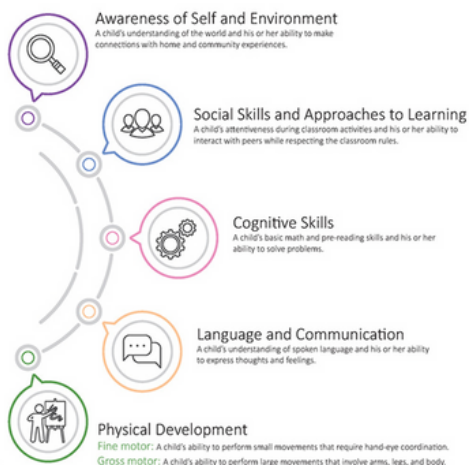 Awareness of Self and Environment
A child's understanding of the world and his or her ability to make
connections with home and community experiences.
Social Skills and Approaches to Learning
A child's attentiveness during classroom activities and his or her ability to
interact with peers while respecting the classroom rules.
Cognitive Skills
A child's basic math and pre-reading skills and his or her
ability to solve problems.
Language and Communication
A child's understanding of spoken language and his or her ability
to express thoughts and feelings.
Physical Development
Fine motor: A child's ability to perform small movements that require hand-eye coordination.
Gross motor: A child's ability to perform large movements that involve arms, legs, and body.